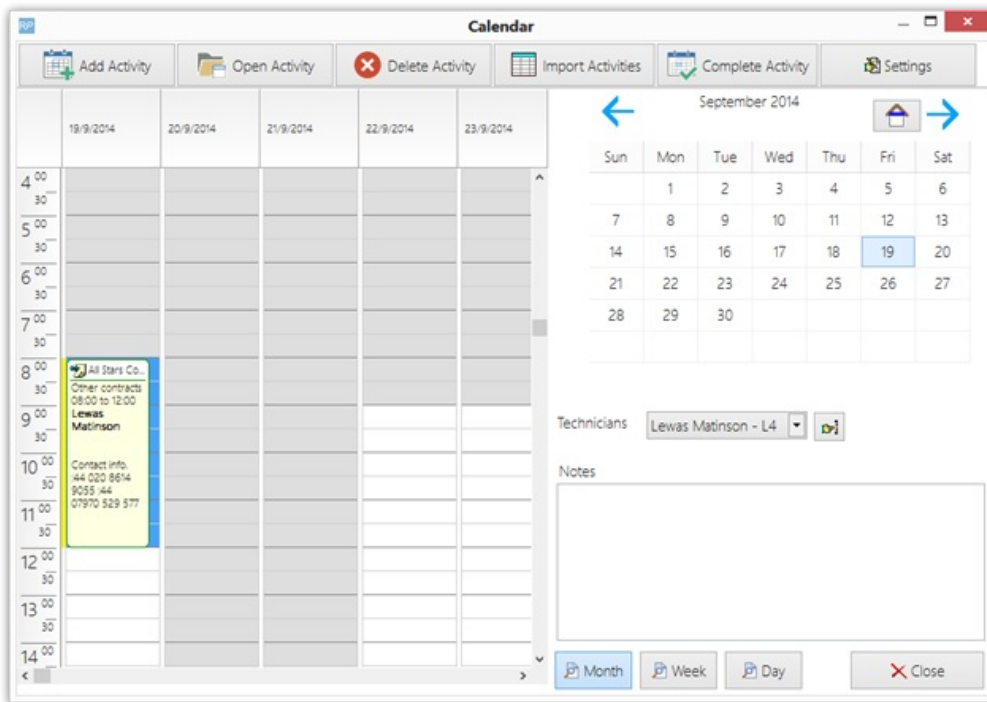 RP
Calendar
Add Activity
Open Activity
Delete Activity
Import Activities
Complete Activity
Settings
19/9/2014
20/9/2014
21/9/2014
22/9/2014
23/9/2014
4 00
30
5 00
30
6 00
30
7 00
30
8 00
30
9 00
30
10 00
30
11 00
30
12 00
30
13 00
30
14 00
All Stars Co..
Other contracts
08:00 to 12:00
Lewas
Matinson
Contact info.
:44 020 8614
9055 :44
07970 529 577
September 2014
Sun Mon Tue Wed Thu Fri Sat
1 2 3 4 5 6
7 8 9 10 11 12 13
14 15 16 17 18 19 20
21 22 23 24 25 26 27
28 29 30
Technicians
Lewas Matinson - L4
Notes
Month
Week
Day
Close